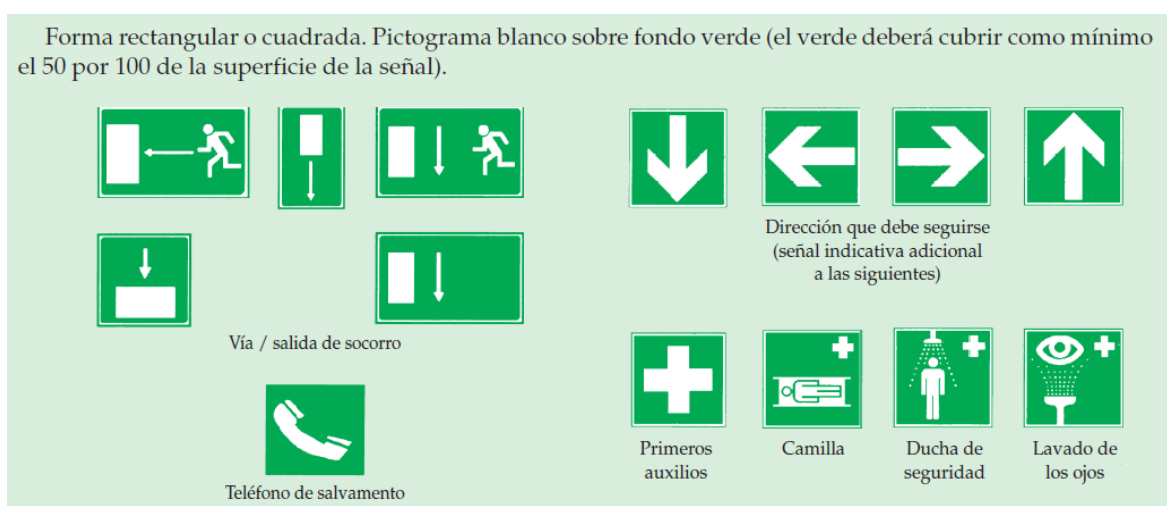 Forma rectangular o cuadrada. Pictograma blanco sobre fondo verde (el verde deberá cubrir como mínimo
el 50 por 100 de la superficie de la señal).
Vía / salida de socorro
Teléfono de salvamento
Dirección que debe seguirse
(señal indicativa adicional
a las siguientes)
Primeros
auxilios
Camilla
Ducha de
seguridad
Lavado de
los ojos